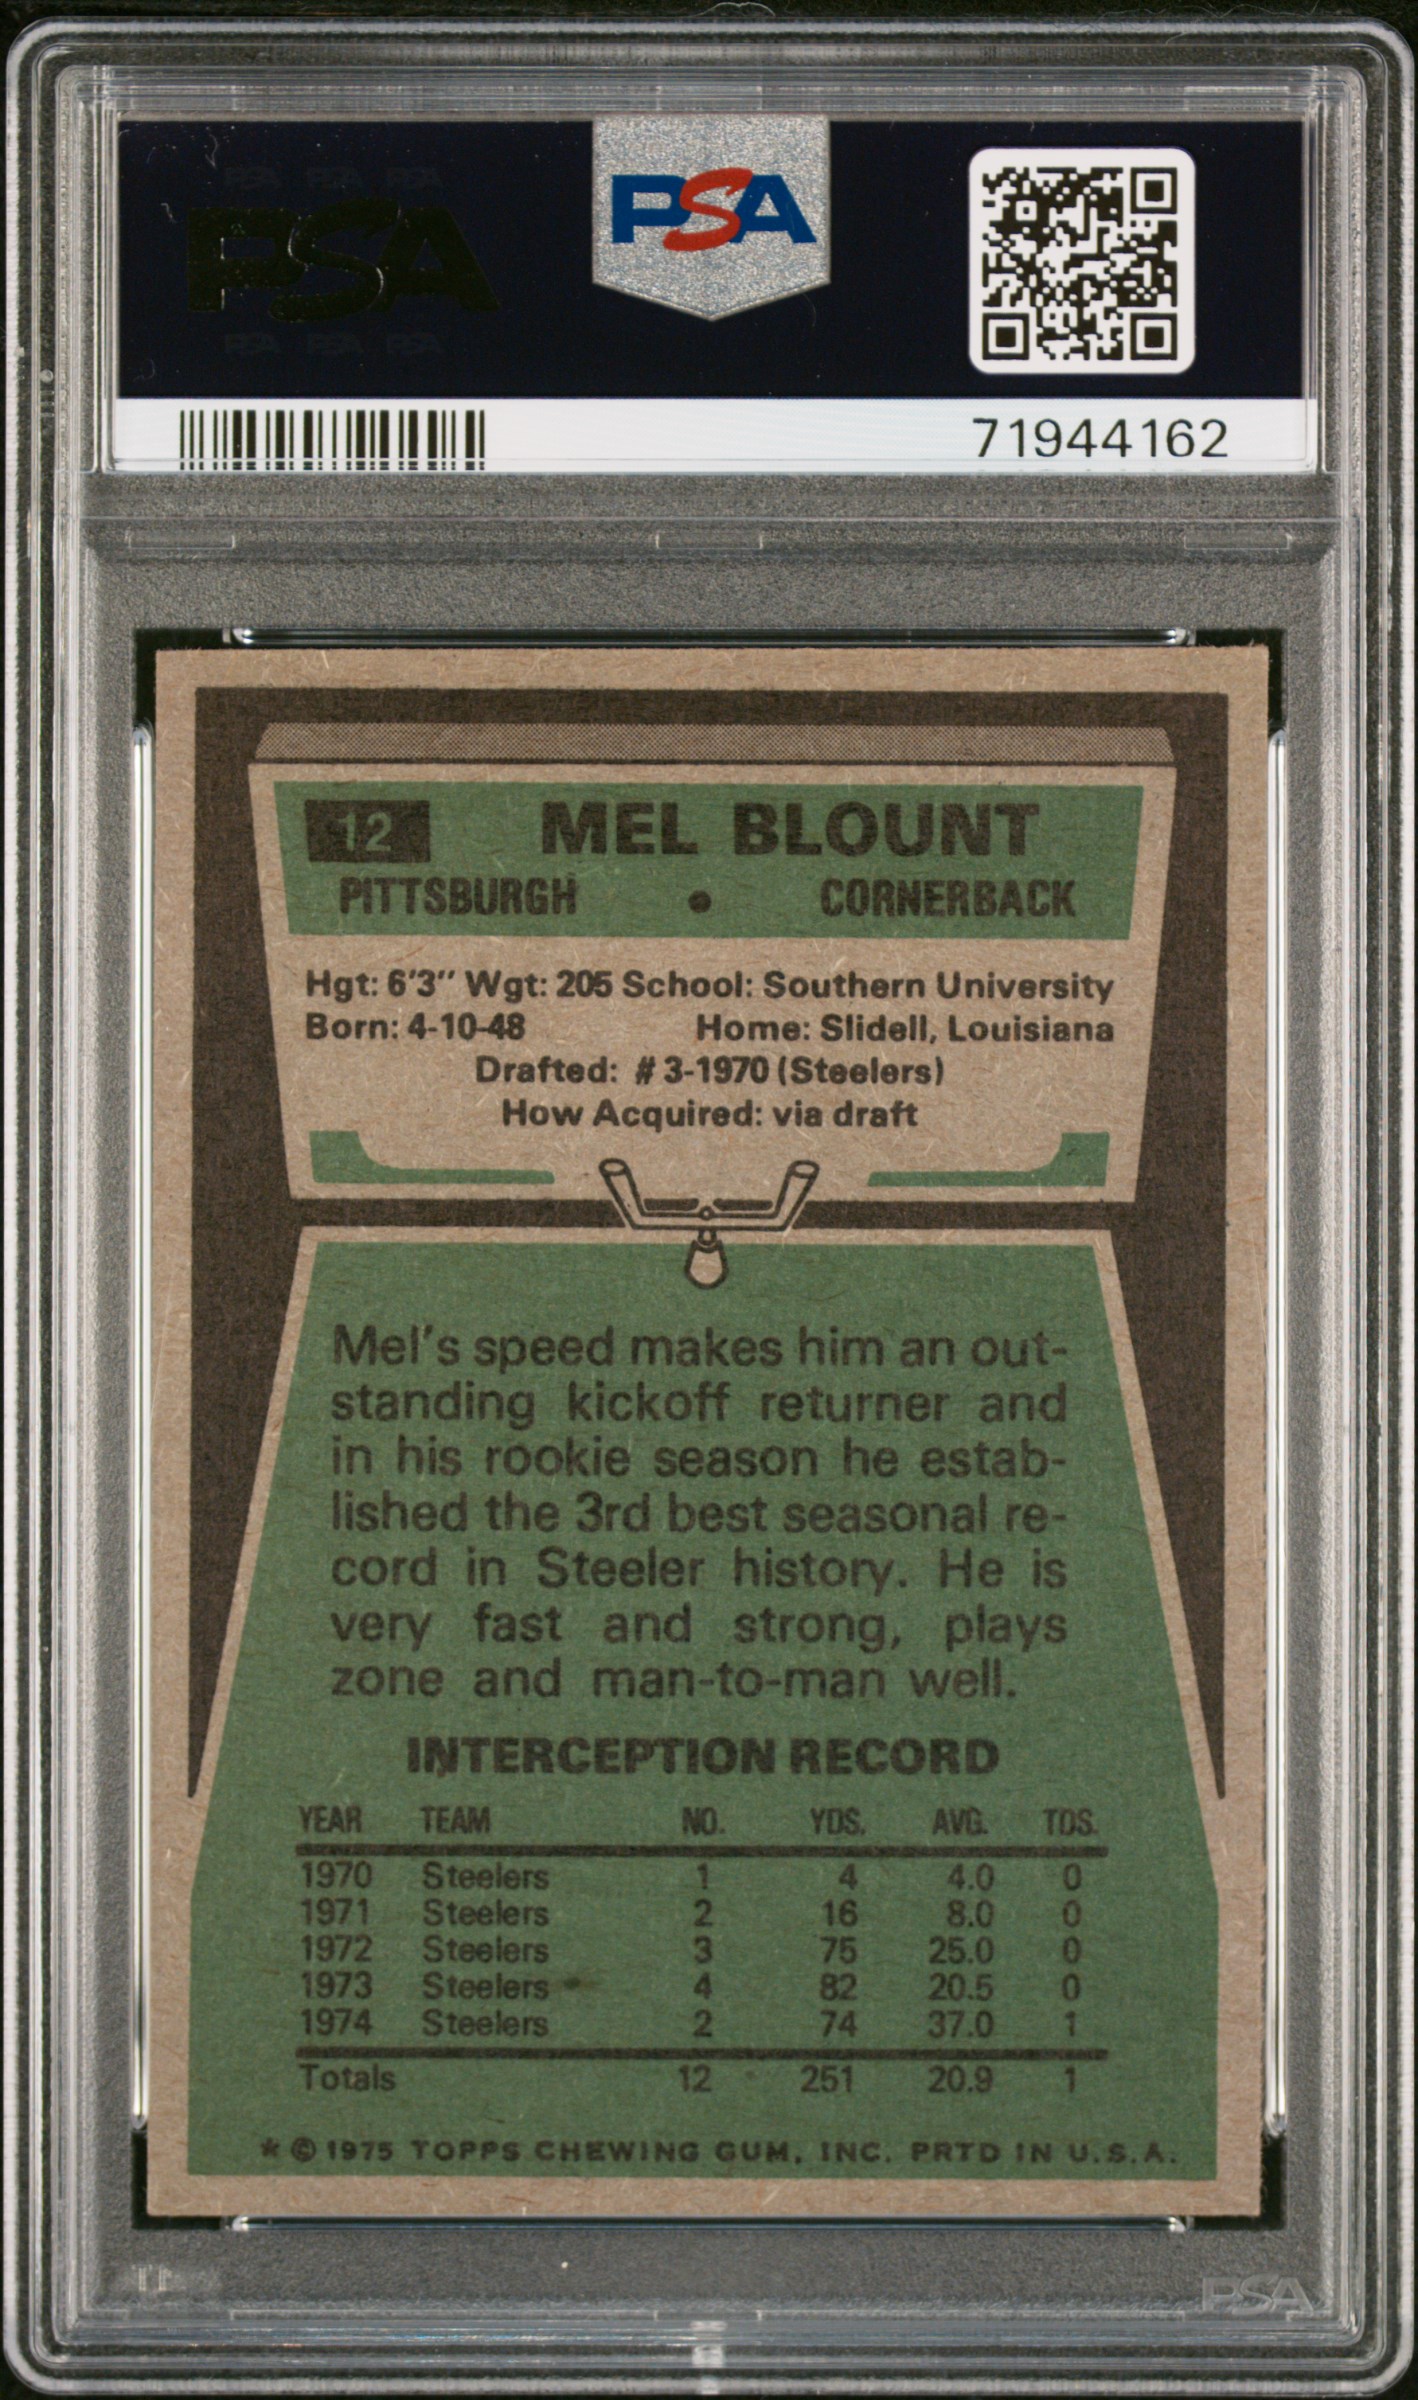 PSA PSA PSA
PSA
PSA
PSA PSA PSA
71944162
12 MEL BLOUNT
PITTSBURGH • CORNERBACK
Hgt: 6'3" Wgt: 205 School: Southern University
Born: 4-10-48 Home: Slidell, Louisiana
Drafted: #3-1970 (Steelers)
How Acquired: via draft
Mel's speed makes him an out-
standing kickoff returner and
in his rookie season he estab-
lished the 3rd best seasonal re-
cord in Steeler history. He is
very fast and strong, plays
zone and man-to-man well.
INTERCEPTION RECORD
YEAR TEAM NO. YDS. AVG. TDS.
1970 Steelers 1 4 4.0 0
1971 Steelers 2 16 8.0 0
1972 Steelers 3 75 25.0 0
1973 Steelers 4 82 20.5 0
1974 Steelers 2 74 37.0 1
Totals 12 251 20.9 1
* © 1975 TOPPS CHEWING GUM, INC. PRTD IN U.S.A.
PSA